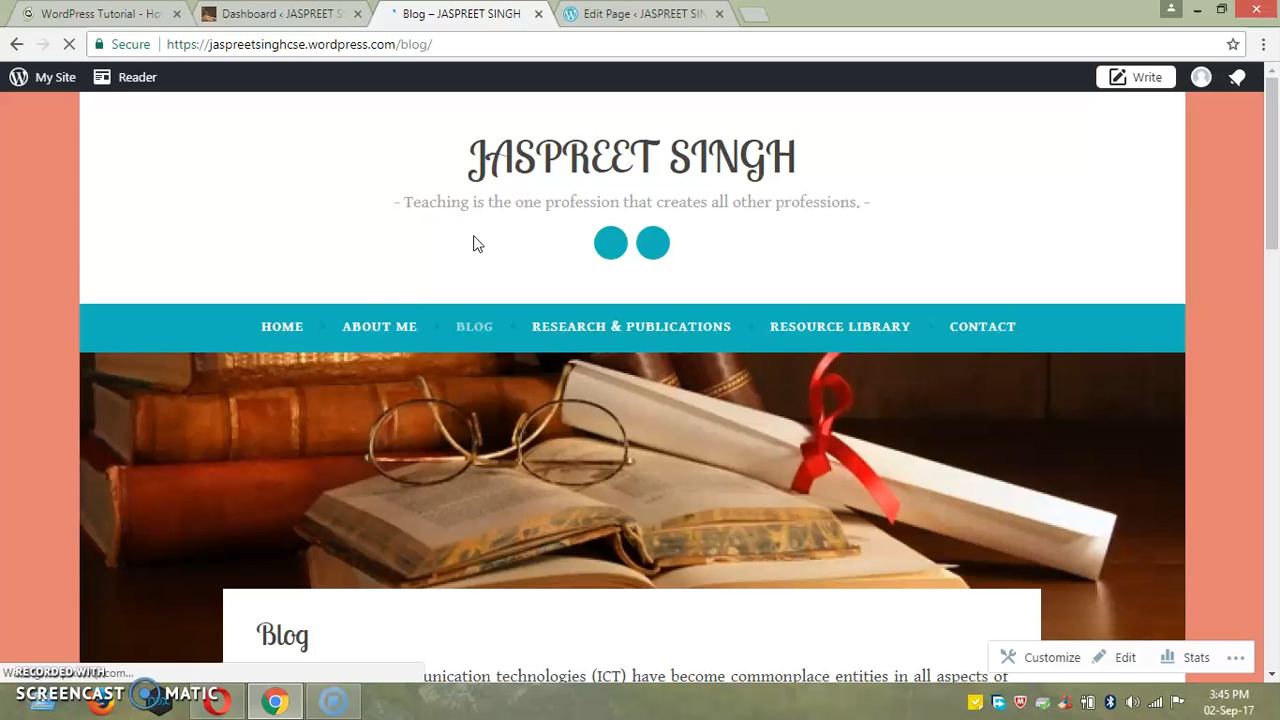 WordPress Tutorial - Ho
Dashboard ‹ JASPREET S
Blog – JASPREET SINGH
Edit Page ‹ JASPREET SIN
Secure
https://jaspreetsinghcse.wordpress.com/blog/
My Site
Reader
Write
JASPREET SINGH
- Teaching is the one profession that creates all other professions. -
HOME
ABOUT ME
BLOG
RESEARCH & PUBLICATIONS
RESOURCE LIBRARY
CONTACT
Blog
unication technologies (ICT) have become commonplace entities in all aspects of
Customize
Edit
Stats
RECORDED WITH
SCREENCAST MATIC
3:45 PM
02-Sep-17